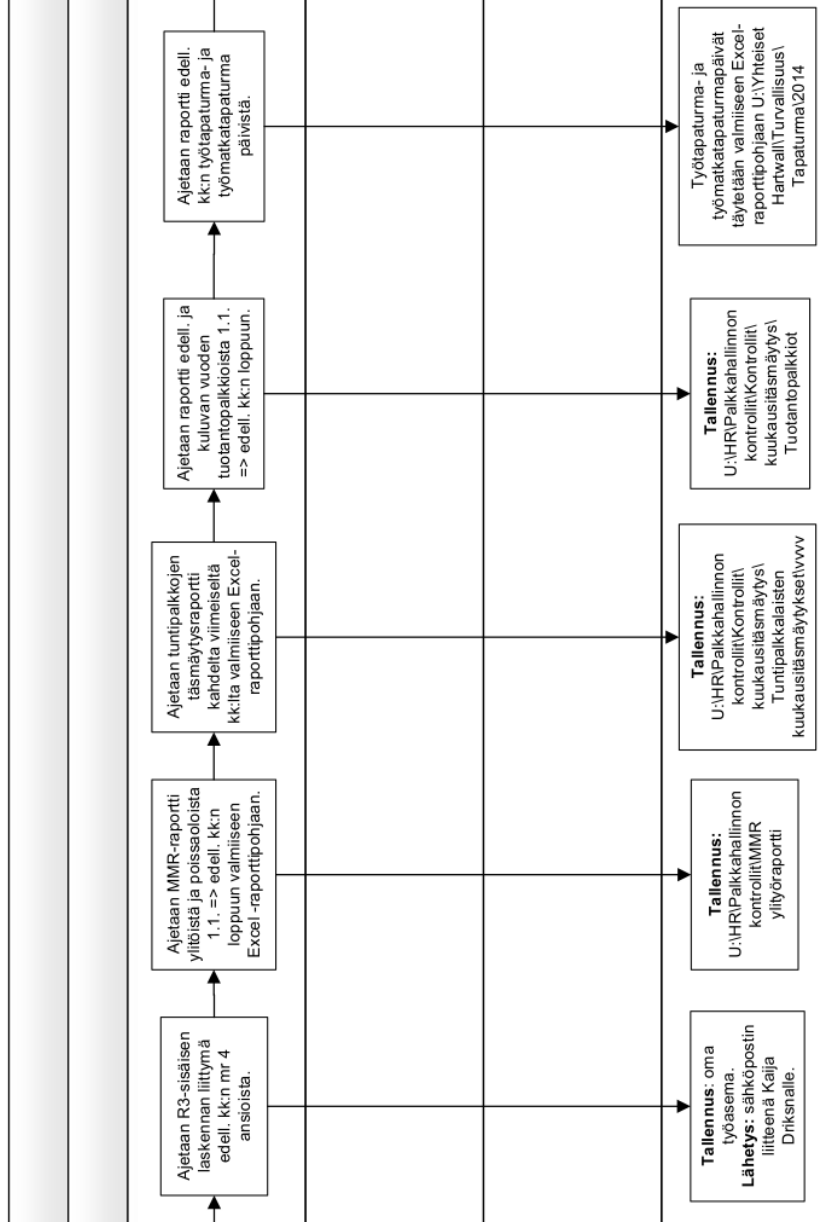 Ajetaan R3-sisäisen
laskennan liittymä
edell. kk:n mr 4
ansioista.
Ajetaan MMR-raportti
ylitöistä ja poissaoloista
1.1. => edell. kk:n
loppuun valmiiseen
Excel -raporttipohjaan.
Ajetaan tuntipalkkojen
täsmäytysraportti
kahdelta viimeiseltä
kk:lta valmiiseen Excel-
raporttipohjaan.
Ajetaan raportti edell. ja
kuluvan vuoden
tuotantopalkkioista 1.1.
=> edell. kk:n loppuun.
Ajetaan raportti edell.
kk:n työtapaturma- ja
työmatkatapaturma
päivistä.
Tallennus: oma
työasema.
Lähetys: sähköpostin
liitteenä Kaija
Driksnalle.
Tallennus:
U:\HR\Palkkahallinnon
kontrollit\MMR
ylityöraportti
Tallennus:
U:\HR\Palkkahallinnon
kontrollit\Kontrollit\
kuukausitäsmäytys\
Tuntipalkkalaisten
kuukausitäsmäytykset\vvvv
Tallennus:
U:\HR\Palkkahallinnon
kontrollit\Kontrollit\
kuukausitäsmäytys\
Tuotantopalkkiot
Työtapaturma- ja
työmatkatapaturmapäivät
täytetään valmiiseen Excel-
raporttipohjaan U:\Yhteiset
Hartwall\Turvallisuus\
Tapaturma\2014